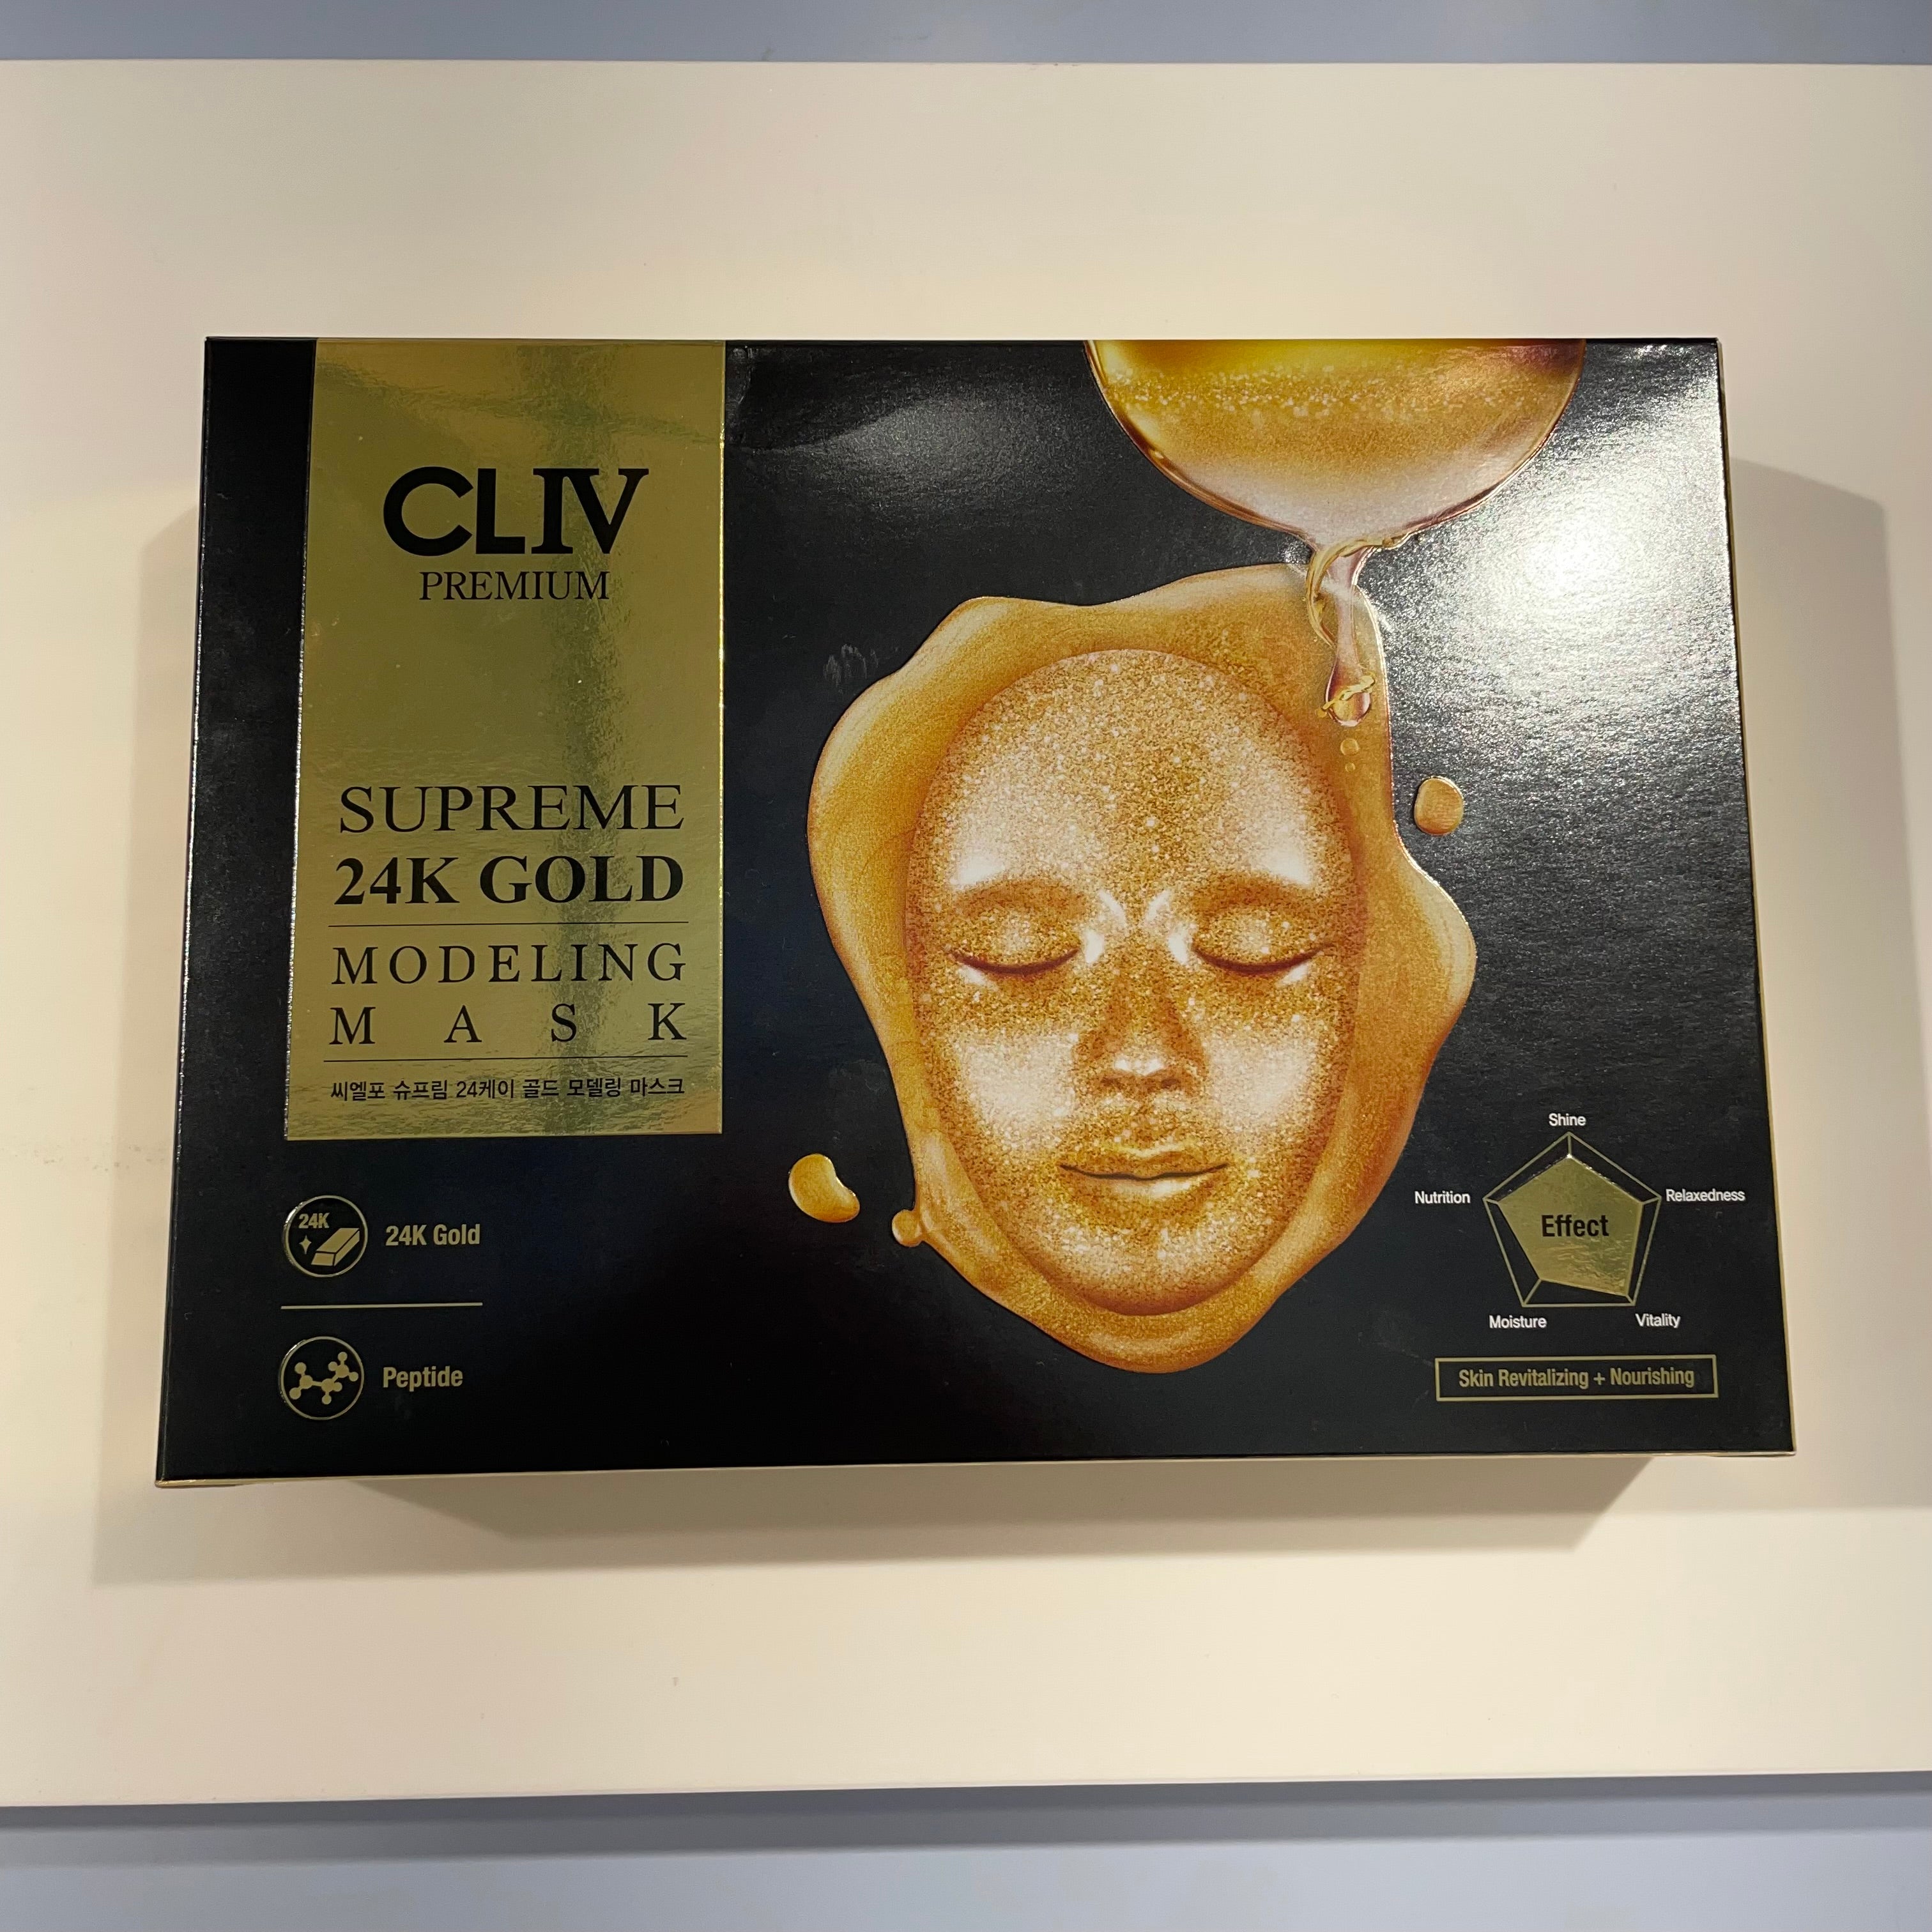 CLIV
PREMIUM
SUPREME
24K GOLD
MODELING
MASK
씨엘포 슈프림 24케이 골드 모델링 마스크
24K
24K Gold
Peptide
Shine
Nutrition
Relaxedness
Effect
Moisture
Vitality
Skin Revitalizing + Nourishing